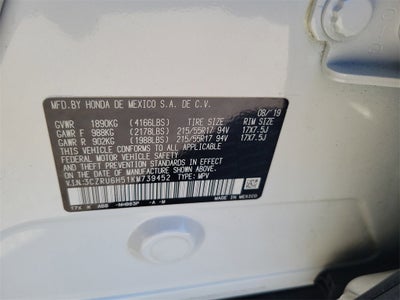 MFD.BY HONDA DE MEXICO S.A. DE C.V.
08/'19
GVWR 1890KG (4166LBS) TIRE SIZE RIM SIZE
GAWR F 988KG (2178LBS) 215/55R17 94V 17X7.5J
GAWR R 902KG (1988LBS) 215/55R17 94V 17X7.5J
THIS VEHICLE CONFORMS TO ALL APPLICABLE
FEDERAL MOTOR VEHICLE SAFETY, BUMPER,
AND THEFT PREVENTION STANDARDS IN EFFECT
ON THE DATE OF MANUFACTURE SHOWN ABOVE.
V.I.N:3CZRU6H51KM739452 TYPE: MPV
MADE IN MEXICO
17X K A -A -M